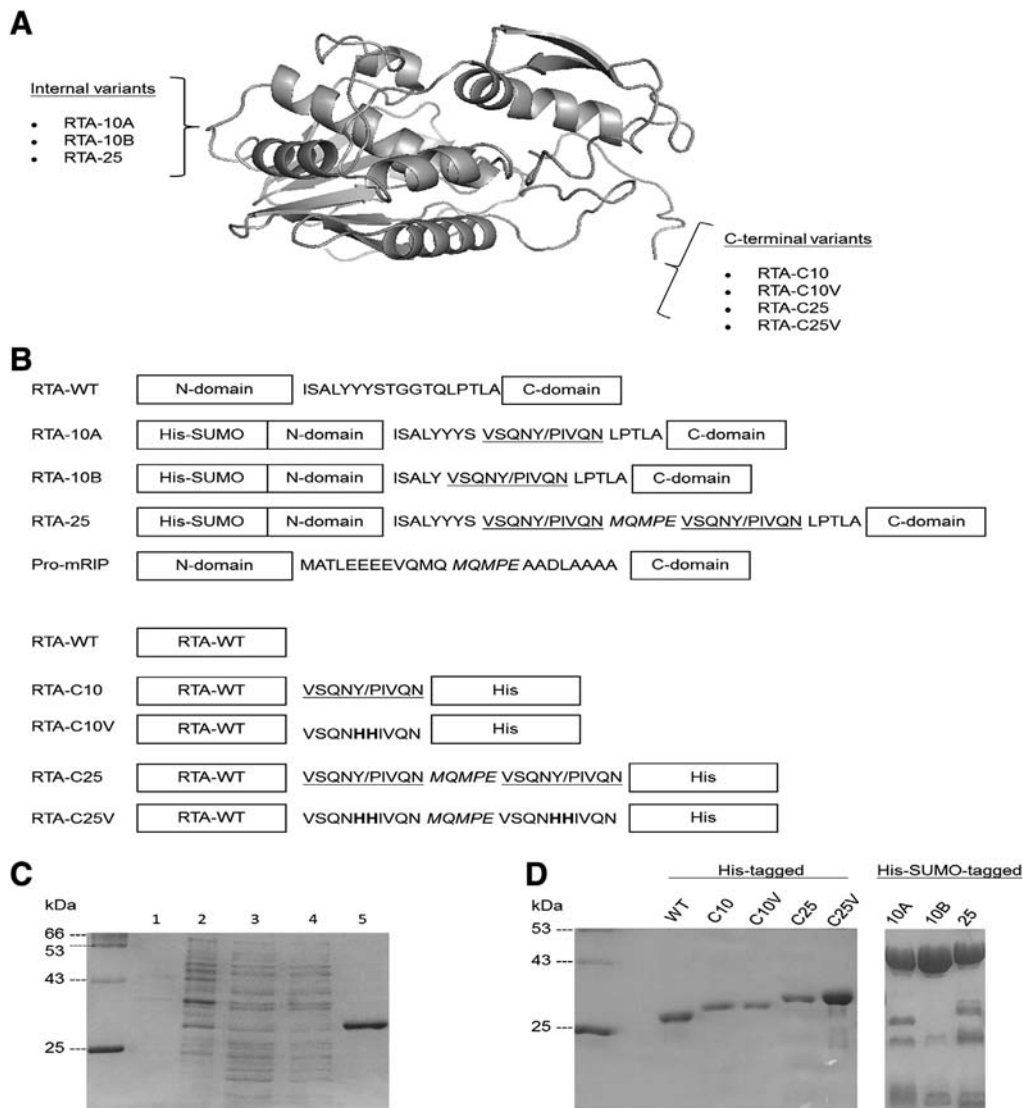 A
Internal variants
• RTA-10A
• RTA-10B
• RTA-25
C-terminal variants
• RTA-C10
• RTA-C10V
• RTA-C25
• RTA-C25V
B
RTA-WT N-domain ISALYYYSTGGTQLPTLA C-domain
RTA-10A His-SUMO N-domain ISALYYYS VSQNY/PIVQN LPTLA C-domain
RTA-10B His-SUMO N-domain ISALY VSQNY/PIVQN LPTLA C-domain
RTA-25 His-SUMO N-domain ISALYYYS VSQNY/PIVQN MQMPE VSQNY/PIVQN LPTLA C-domain
Pro-mRIP N-domain MATLEEEEVQMQ MQMPE AADLAAAA C-domain
RTA-WT RTA-WT
RTA-C10 RTA-WT VSQNY/PIVQN His
RTA-C10V RTA-WT VSQNHHIVQN His
RTA-C25 RTA-WT VSQNY/PIVQN MQMPE VSQNY/PIVQN His
RTA-C25V RTA-WT VSQNHHIVQN MQMPE VSQNHHIVQN His
C
kDa 1 2 3 4 5
66
53
43
25
D
His-tagged His-SUMO-tagged
kDa WT C10 C10V C25 C25V 10A 10B 25
53
43
25